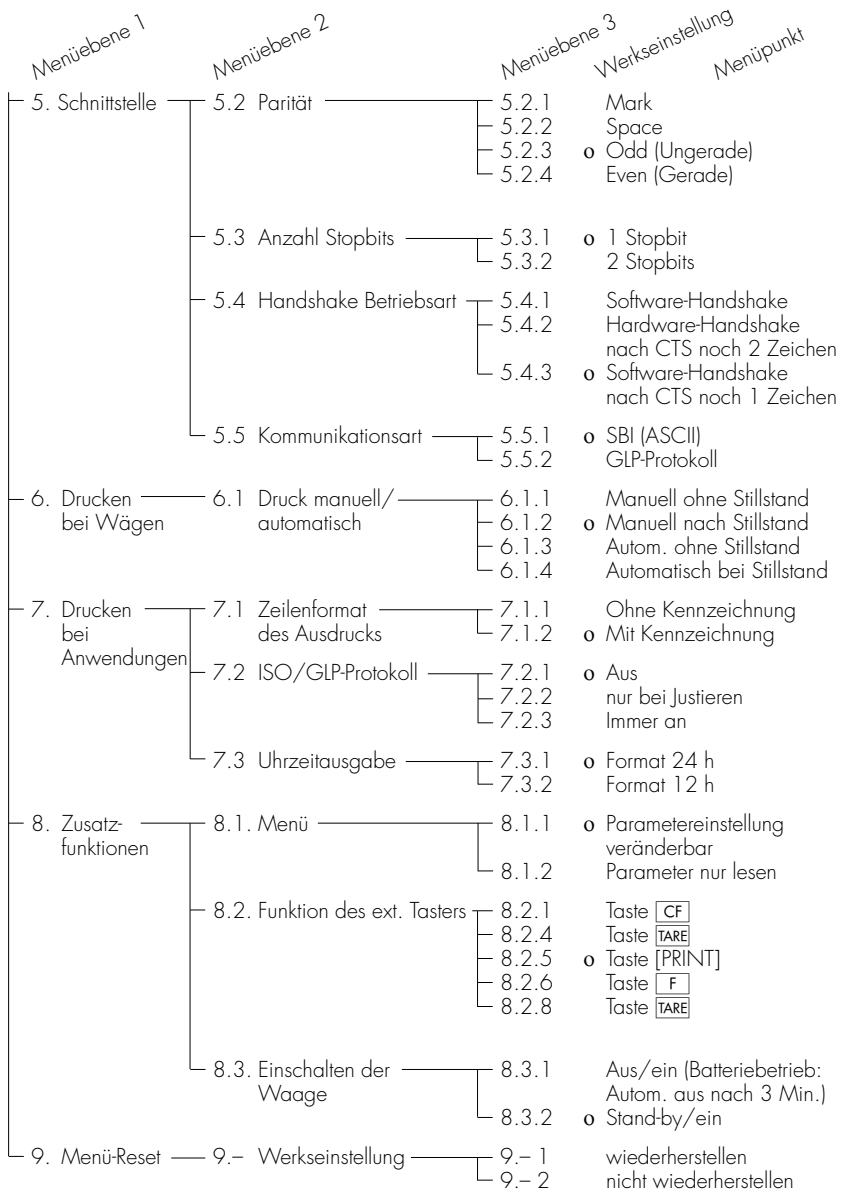 Menüebene 1 Menüebene 2 Menüebene 3 Werkseinstellung Menüpunkt
5. Schnittstelle 5.2 Parität 5.2.1 Mark
5.2.2 Space
5.2.3 o Odd (Ungerade)
5.2.4 Even (Gerade)
5.3 Anzahl Stopbits 5.3.1 o 1 Stopbit
5.3.2 2 Stopbits
5.4 Handshake Betriebsart 5.4.1 Software-Handshake
5.4.2 Hardware-Handshake
nach CTS noch 2 Zeichen
5.4.3 o Software-Handshake
nach CTS noch 1 Zeichen
5.5 Kommunikationsart 5.5.1 o SBI (ASCII)
5.5.2 GLP-Protokoll
6. Drucken 6.1 Druck manuell/ 6.1.1 Manuell ohne Stillstand
bei Wägen automatisch 6.1.2 o Manuell nach Stillstand
6.1.3 Autom. ohne Stillstand
6.1.4 Automatisch bei Stillstand
7. Drucken 7.1 Zeilenformat 7.1.1 Ohne Kennzeichnung
bei des Ausdrucks 7.1.2 o Mit Kennzeichnung
Anwendungen 7.2 ISO/GLP-Protokoll 7.2.1 o Aus
7.2.2 nur bei Justieren
7.2.3 Immer an
7.3 Uhrzeitausgabe 7.3.1 o Format 24 h
7.3.2 Format 12 h
8. Zusatz- 8.1. Menü 8.1.1 o Parametereinstellung
funktionen veränderbar
8.1.2 Parameter nur lesen
8.2. Funktion des ext. Tasters 8.2.1 Taste CF
8.2.4 Taste TARE
8.2.5 o Taste [PRINT]
8.2.6 Taste F
8.2.8 Taste TARE
8.3. Einschalten der 8.3.1 Aus/ein (Batteriebetrieb:
Waage Autom. aus nach 3 Min.)
8.3.2 o Stand-by/ein
9. Menü-Reset 9.– Werkseinstellung 9.– 1 wiederherstellen
9.– 2 nicht wiederherstellen